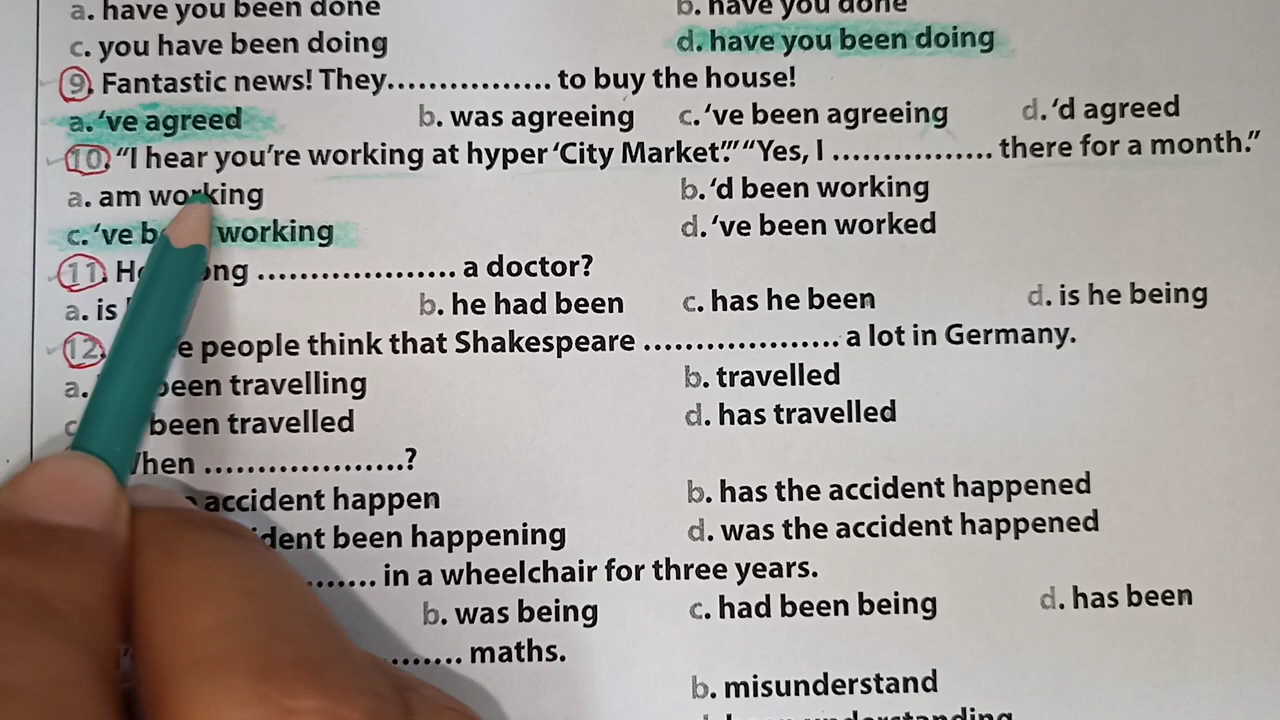 a. have you been done b. have you done
c. you have been doing d. have you been doing
9. Fantastic news! They................ to buy the house!
a. 've agreed b. was agreeing c. 've been agreeing d. 'd agreed
10. “I hear you're working at hyper ‘City Market’.” “Yes, I ................ there for a month.”
a. am working b. 'd been working
c. 've working d. 've been worked
11. ................... a doctor?
a. is b. he had been c. has he been d. is he being
12. people think that Shakespeare ................... a lot in Germany.
a. been travelling b. travelled
been travelled d. has travelled
...................?
accident happen b. has the accident happened
been happening d. was the accident happened
....... in a wheelchair for three years.
b. was being c. had been being d. has been
........ maths.
b. misunderstand